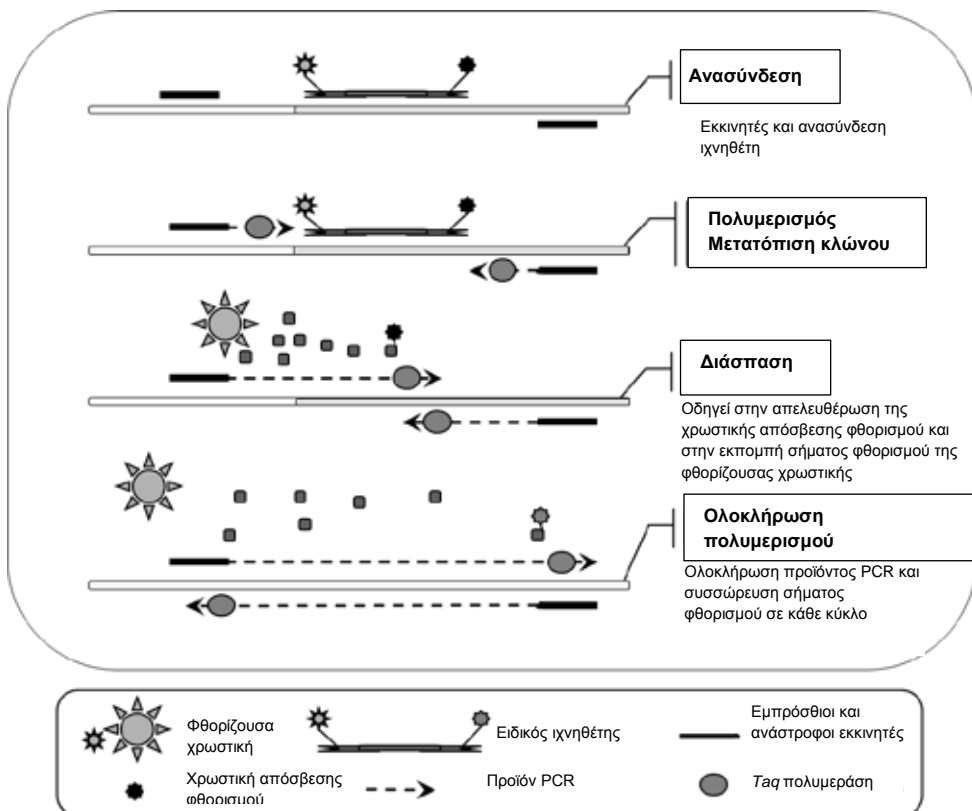 Ανασύνδεση
Εκκινητές και ανασύνδεση
ιχνηθέτη
Πολυμερισμός
Μετατόπιση κλώνου
Διάσπαση
Οδηγεί στην απελευθέρωση της
χρωστικής απόσβεσης φθορισμού και
στην εκπομπή σήματος φθορισμού της
φθορίζουσας χρωστικής
Ολοκλήρωση
πολυμερισμού
Ολοκλήρωση προϊόντος PCR και
συσσώρευση σήματος
φθορισμού σε κάθε κύκλο
Φθορίζουσα
χρωστική
Ειδικός ιχνηθέτης
Εμπρόσθιοι και
ανάστροφοι εκκινητές
Χρωστική απόσβεσης
φθορισμού
Προϊόν PCR
Taq πολυμεράση